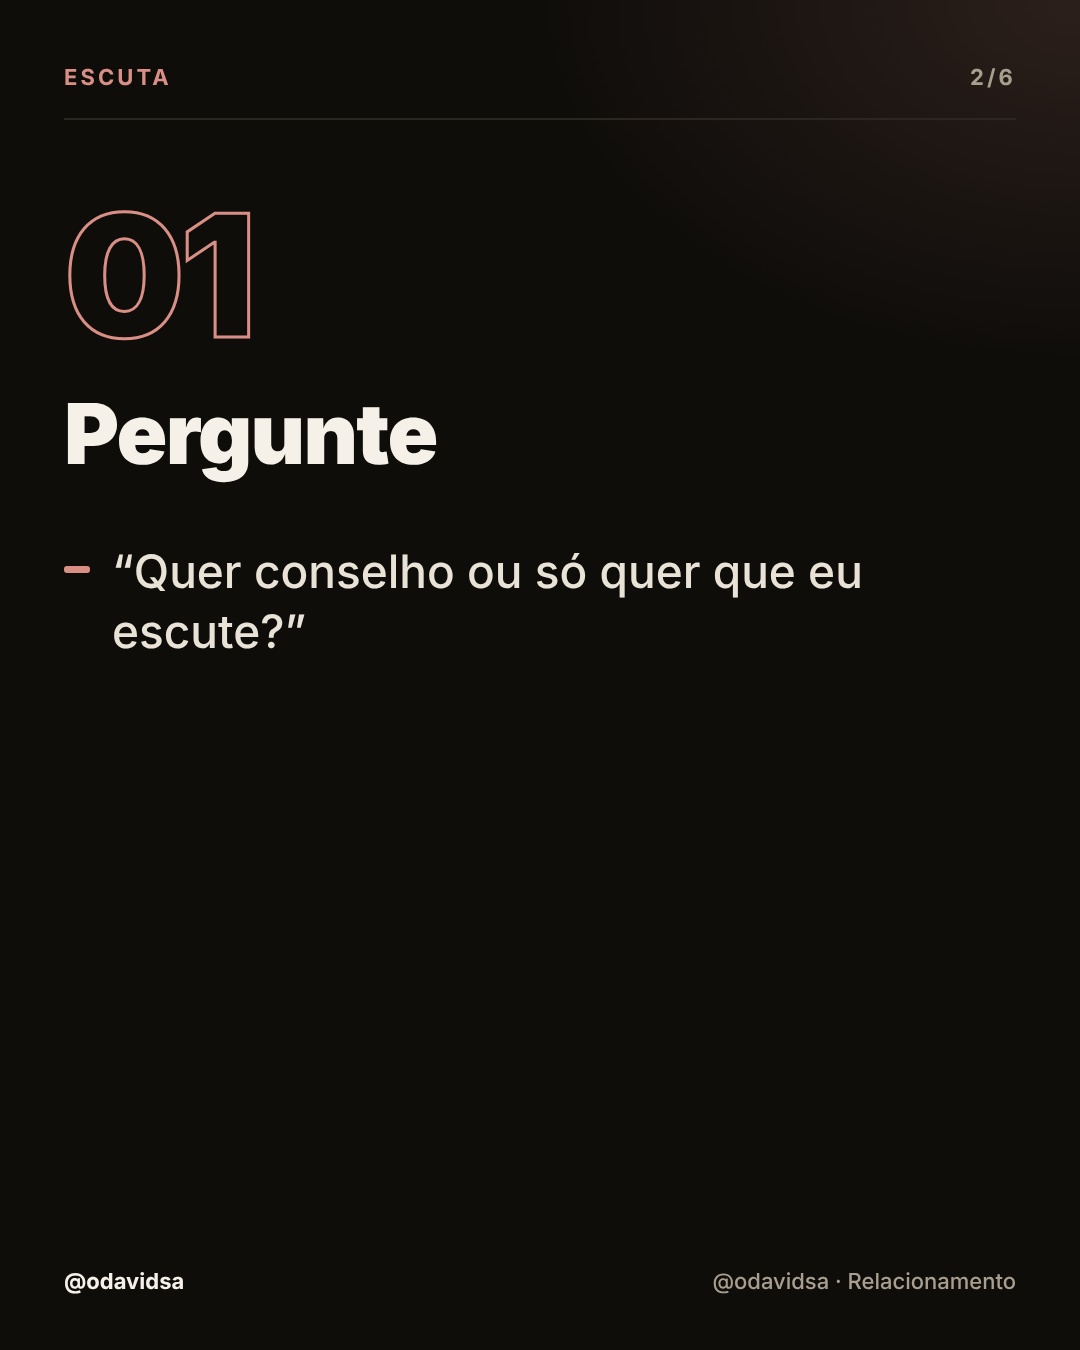 ESCUTA
2/6
01
Pergunte
“Quer conselho ou só quer que eu
escute?”
@odavidsa
@odavidsa · Relacionamento